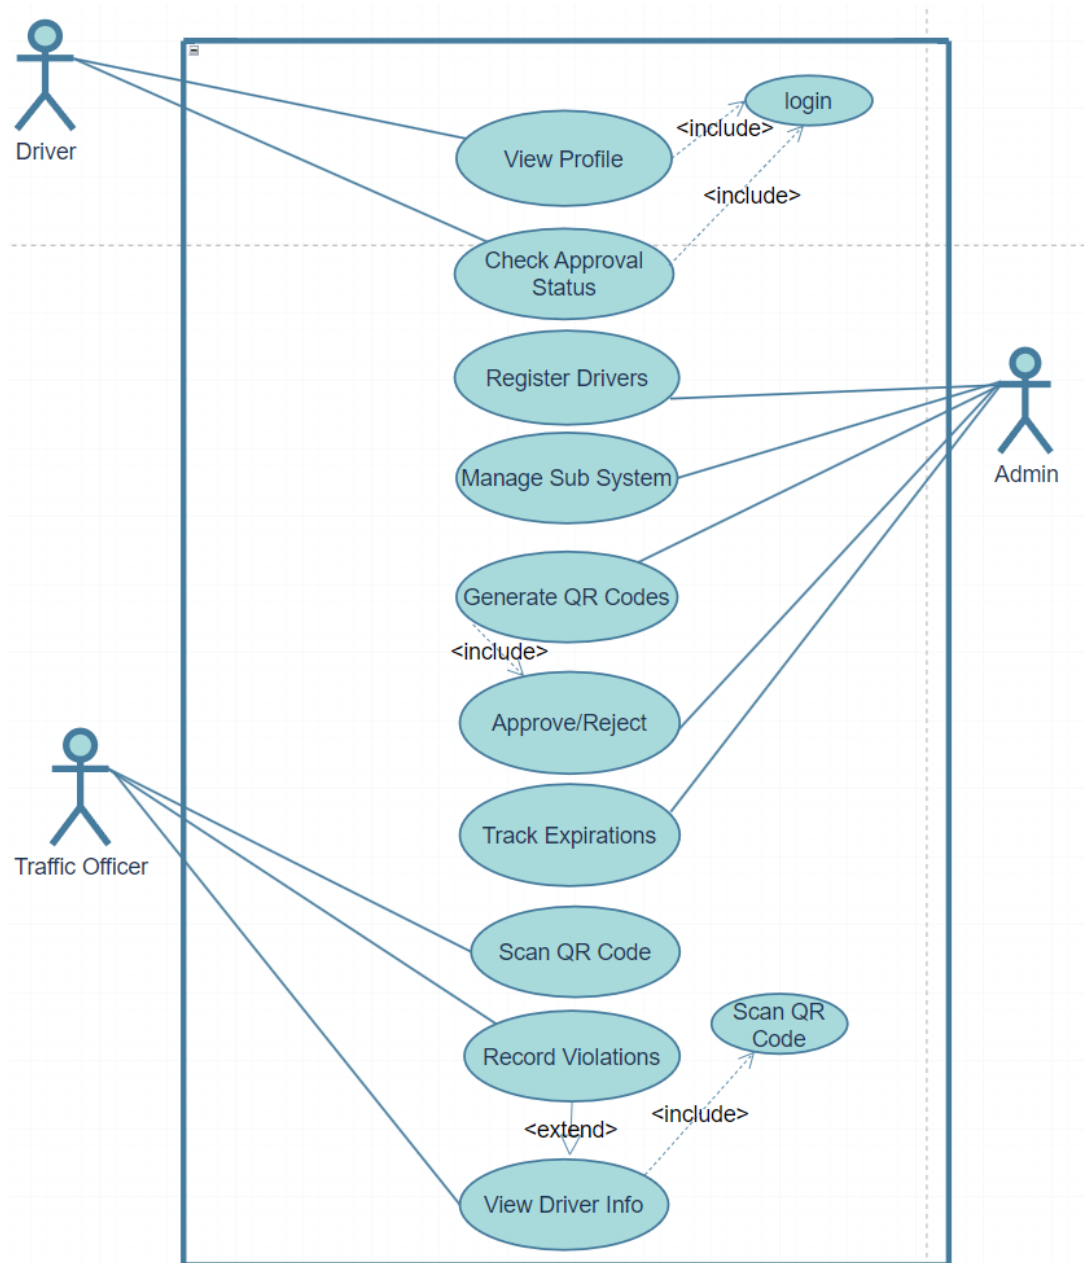 login
<include>
Driver
View Profile
<include>
Check Approval
Status
Register Drivers
Manage Sub System
Admin
Generate QR Codes
<include>
Approve/Reject
Track Expirations
Traffic Officer
Scan QR Code
Scan QR
Code
Record Violations
<include>
<extend>
View Driver Info